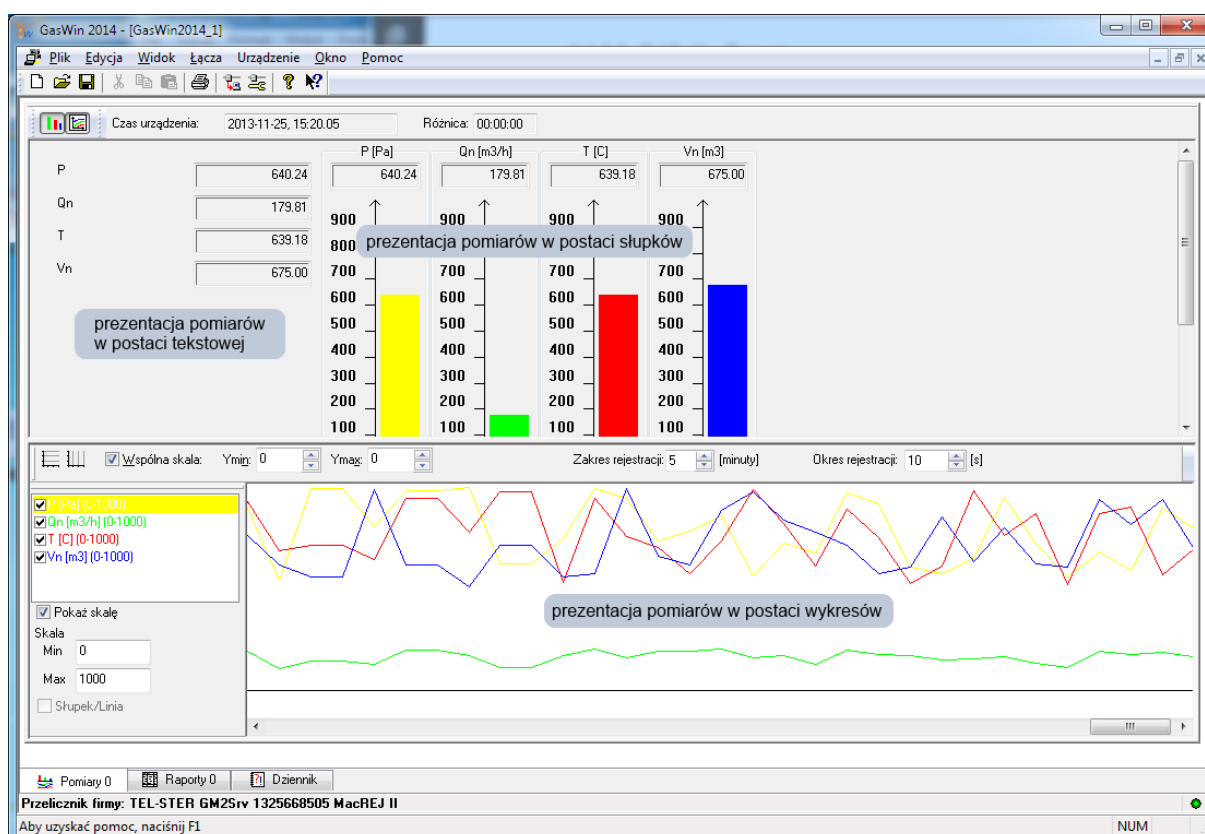 GasWin 2014 - [GasWin2014_1]
Plik Edycja Widok Łącza Urządzenie Okno Pomoc
Czas urządzenia: 2013-11-25, 15:20.05 Różnica: 00:00:00
P [Pa] Qn [m3/h] T [C] Vn [m3]
P 640.24 640.24 179.81 639.18 675.00
Qn 179.81
T 639.18
Vn 675.00
900 900 900
800
prezentacja pomiarów w postaci słupków
700 700 700 700
600 600 600 600
prezentacja pomiarów
w postaci tekstowej
500 500 500 500
400 400 400 400
300 300 300 300
200 200 200 200
100 100 100 100
Wspólna skala: Ymin: 0 Ymax: 0 Zakres rejestracji: 5 [minuty] Okres rejestracji: 10 [s]
P [Pa] (0-1000)
Qn [m3/h] (0-1000)
T [C] (0-1000)
Vn [m3] (0-1000)
prezentacja pomiarów w postaci wykresów
Pokaż skalę
Skala
Min 0
Max 1000
Słupek/Linia
Pomiary 0 Raporty 0 Dziennik
Przelicznik firmy: TEL-STER GM2Srv 1325668505 MacREJ II
Aby uzyskać pomoc, naciśnij F1 NUM